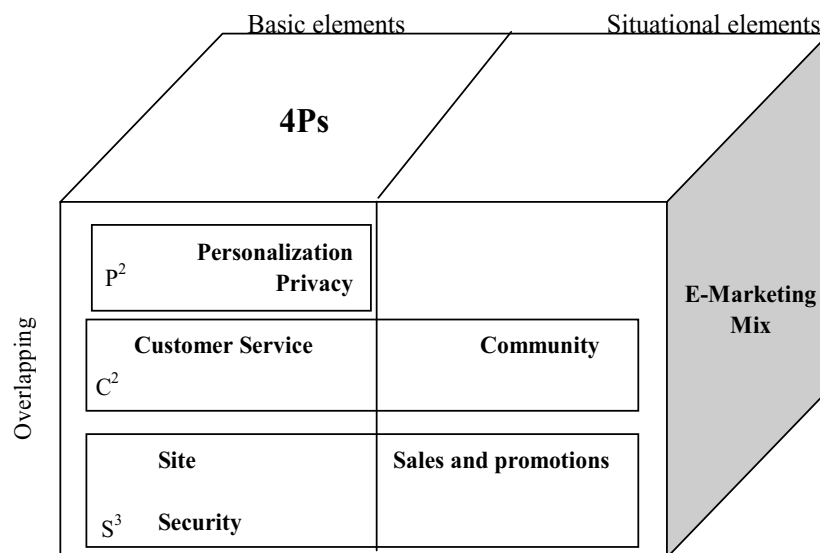 Basic elements
Situational elements
4Ps
Personalization
P² Privacy
E-Marketing
Mix
Customer Service
Community
C²
Overlapping
Site
Sales and promotions
S³ Security